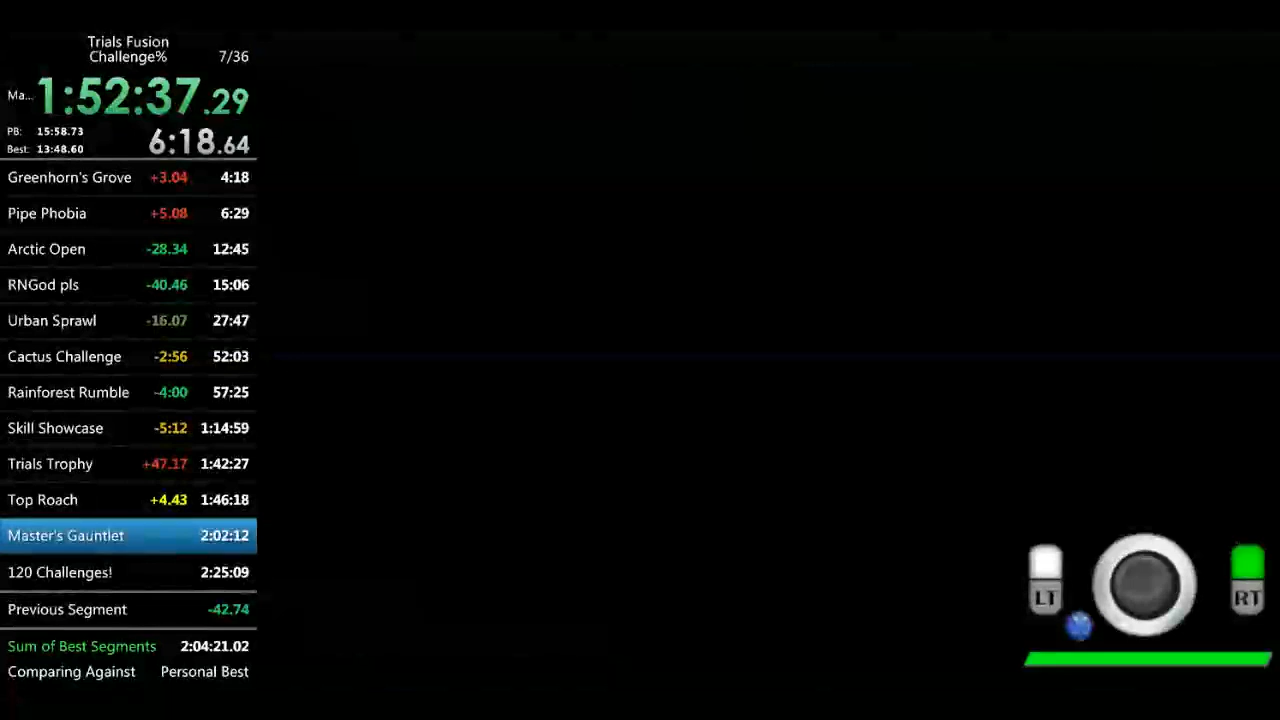 Trials Fusion
Challenge% 7/36
Ma... 1:52:37.29
PB: 15:58.73
Best: 13:48.60
6:18.64
Greenhorn's Grove +3.04 4:18
Pipe Phobia +5.08 6:29
Arctic Open -28.34 12:45
RNGod pls -40.46 15:06
Urban Sprawl -16.07 27:47
Cactus Challenge -2:56 52:03
Rainforest Rumble -4:00 57:25
Skill Showcase -5:12 1:14:59
Trials Trophy +47.17 1:42:27
Top Roach +4.43 1:46:18
Master's Gauntlet 2:02:12
120 Challenges! 2:25:09
Previous Segment -42.74
Sum of Best Segments 2:04:21.02
Comparing Against Personal Best
LT RT